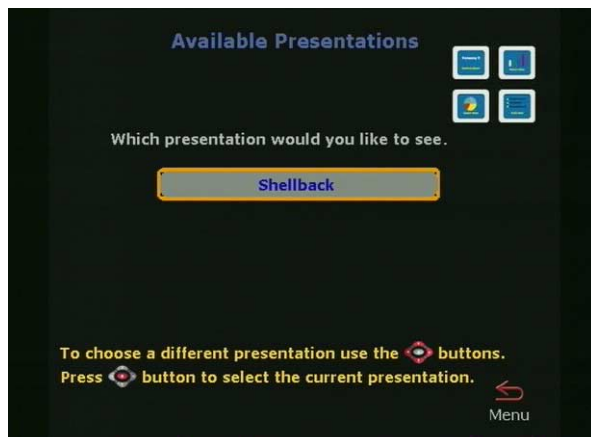 Available Presentations
Which presentation would you like to see.
Shellback
To choose a different presentation use the buttons.
Press button to select the current presentation.
Menu